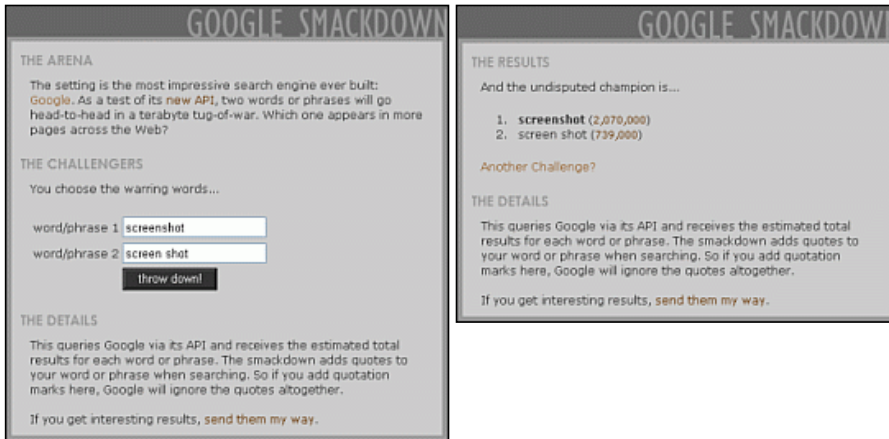 GOOGLE SMACKDOWN
THE ARENA
The setting is the most impressive search engine ever built:
Google. As a test of its new API, two words or phrases will go
head-to-head in a terabyte tug-of-war. Which one appears in more
pages across the Web?
THE CHALLENGERS
You choose the warring words...
word/phrase 1 screenshot
word/phrase 2 screen shot
throw down!
THE DETAILS
This queries Google via its API and receives the estimated total
results for each word or phrase. The smackdown adds quotes to
your word or phrase when searching. So if you add quotation
marks here, Google will ignore the quotes altogether.
If you get interesting results, send them my way.
GOOGLE SMACKDOW
THE RESULTS
And the undisputed champion is...
1. screenshot (2,070,000)
2. screen shot (739,000)
Another Challenge?
THE DETAILS
This queries Google via its API and receives the estimated total
results for each word or phrase. The smackdown adds quotes to
your word or phrase when searching. So if you add quotation
marks here, Google will ignore the quotes altogether.
If you get interesting results, send them my way.